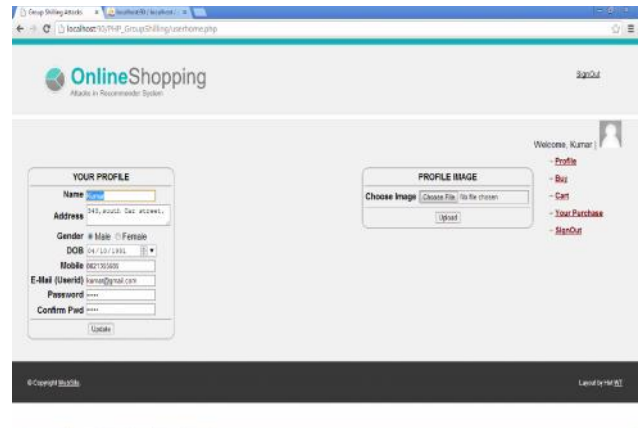 Group Shilling Attacks
localhost:90/PHP_GroupShilling/userhome.php
OnlineShopping
Attacks in Recommender System
SignOut
Welcome, Kumar |
- Profile
- Buy
- Cart
- Your Purchase
- SignOut
YOUR PROFILE
Name Kumar
Address 343,south Car street,
Gender Male Female
DOB
Mobile
E-Mail (Userid) kumar@gmail.com
Password ••••
Confirm Pwd ••••
Update
PROFILE IMAGE
Choose Image Choose File No file chosen
Upload
© Copyright
Layout by